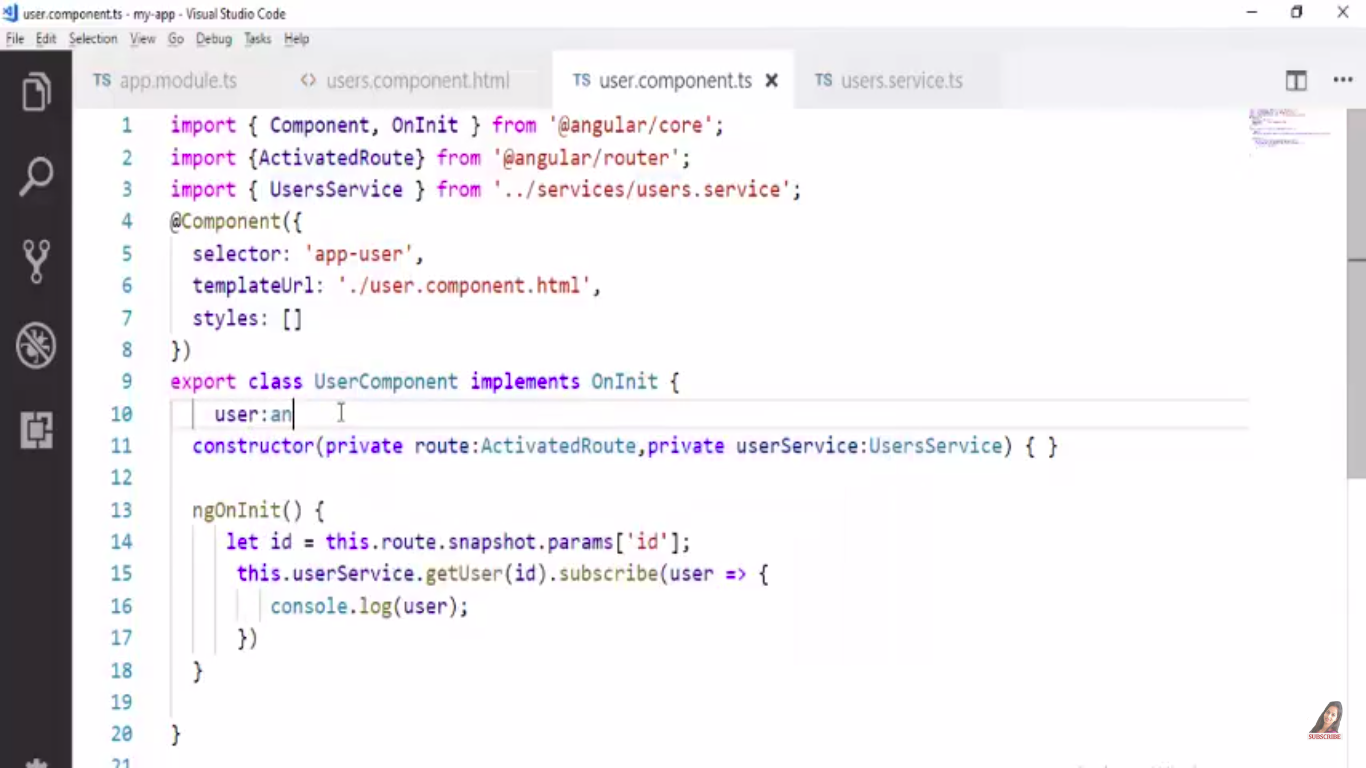 user.component.ts - my-app - Visual Studio Code
File Edit Selection View Go Debug Tasks Help
TS app.module.ts <> users.component.html TS user.component.ts TS users.service.ts
1 import { Component, OnInit } from '@angular/core';
2 import {ActivatedRoute} from '@angular/router';
3 import { UsersService } from '../services/users.service';
4 @Component({
5 selector: 'app-user',
6 templateUrl: './user.component.html',
7 styles: []
8 })
9 export class UserComponent implements OnInit {
10 user:an
11 constructor(private route:ActivatedRoute,private userService:UsersService) { }
12
13 ngOnInit() {
14 let id = this.route.snapshot.params['id'];
15 this.userService.getUser(id).subscribe(user => {
16 console.log(user);
17 })
18 }
19
20 }
21
SUBSCRIBE